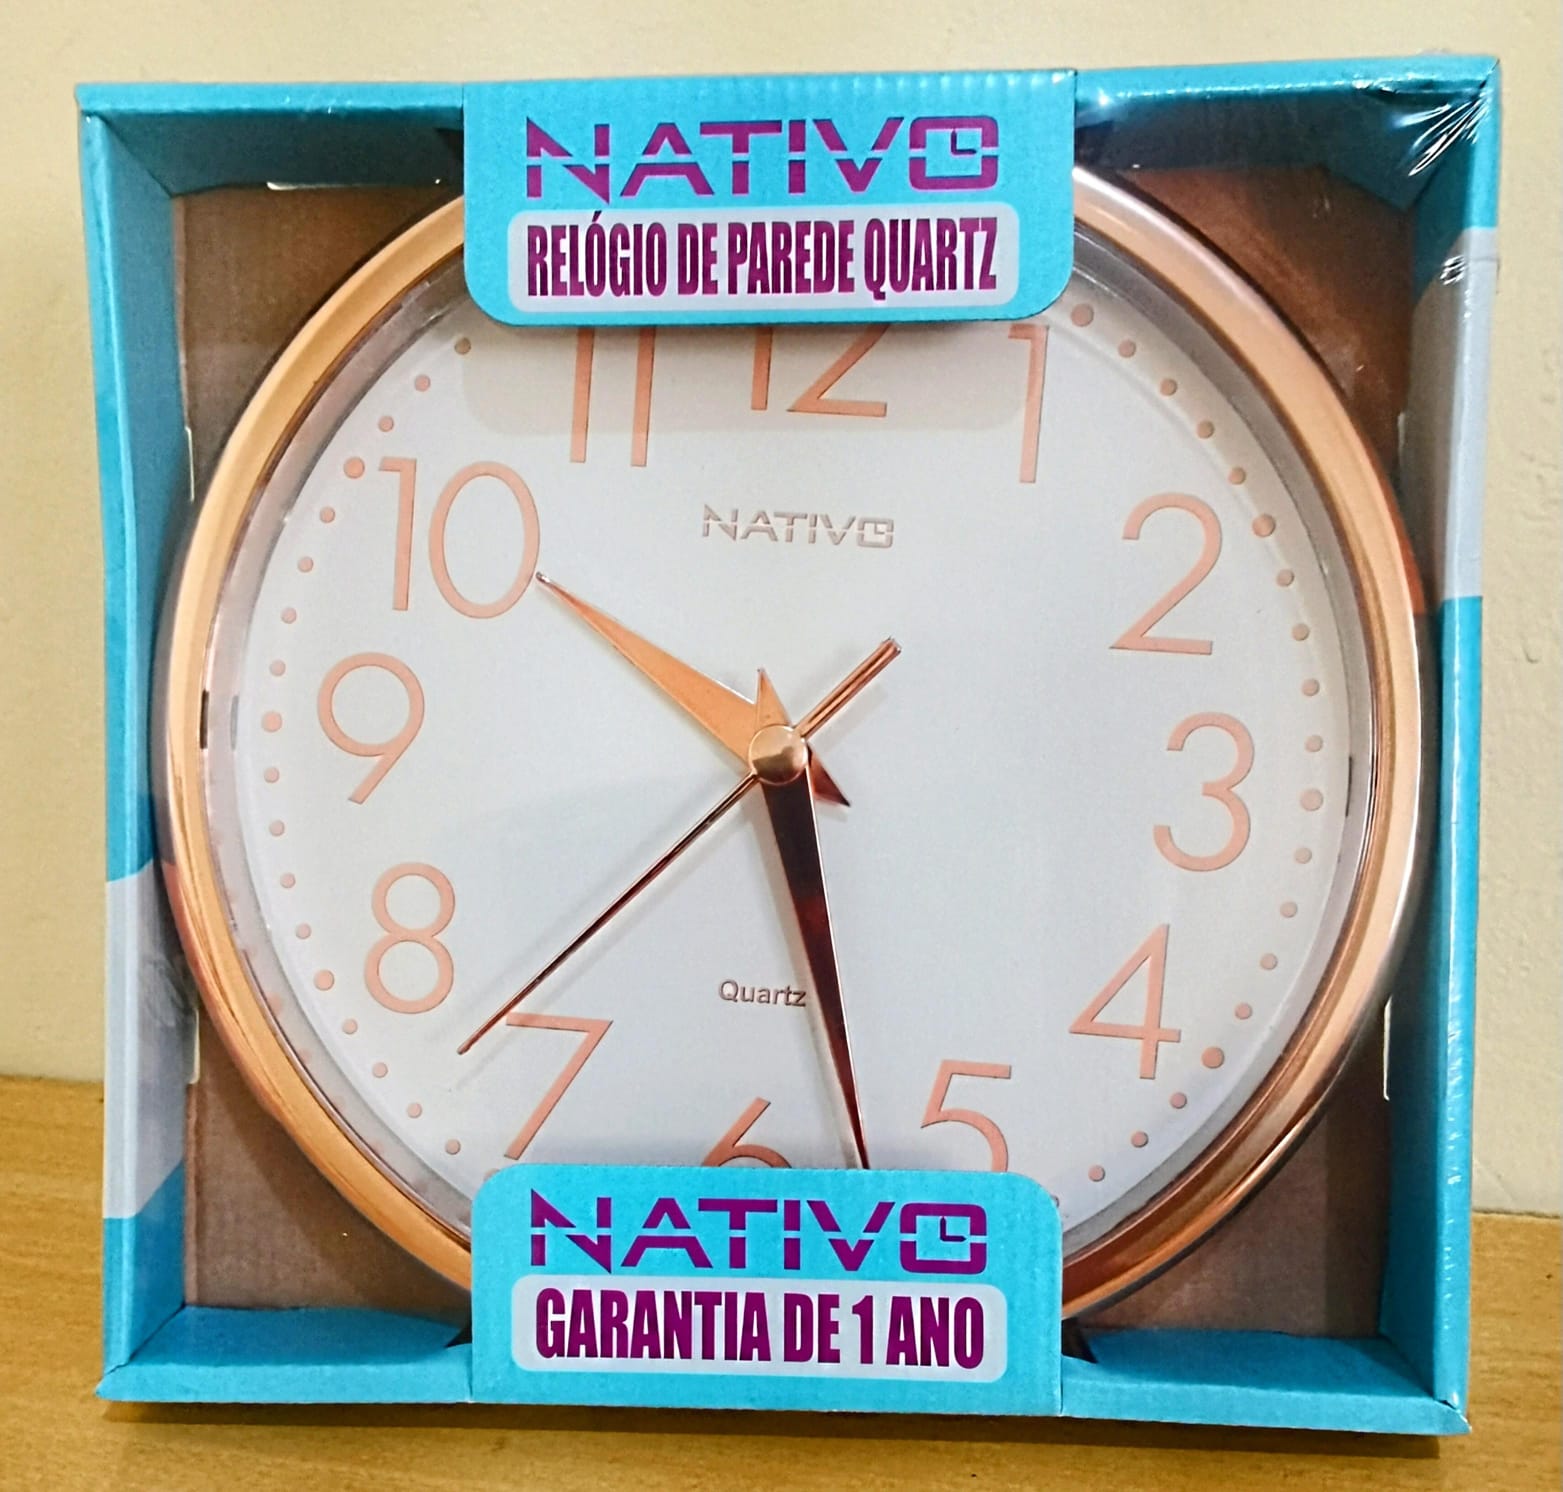 NATIVO
RELÓGIO DE PAREDE QUARTZ
11 12 1
10 2
NATIVO
9 3
8 4
Quartz
7 6 5
NATIVO
GARANTIA DE 1 ANO